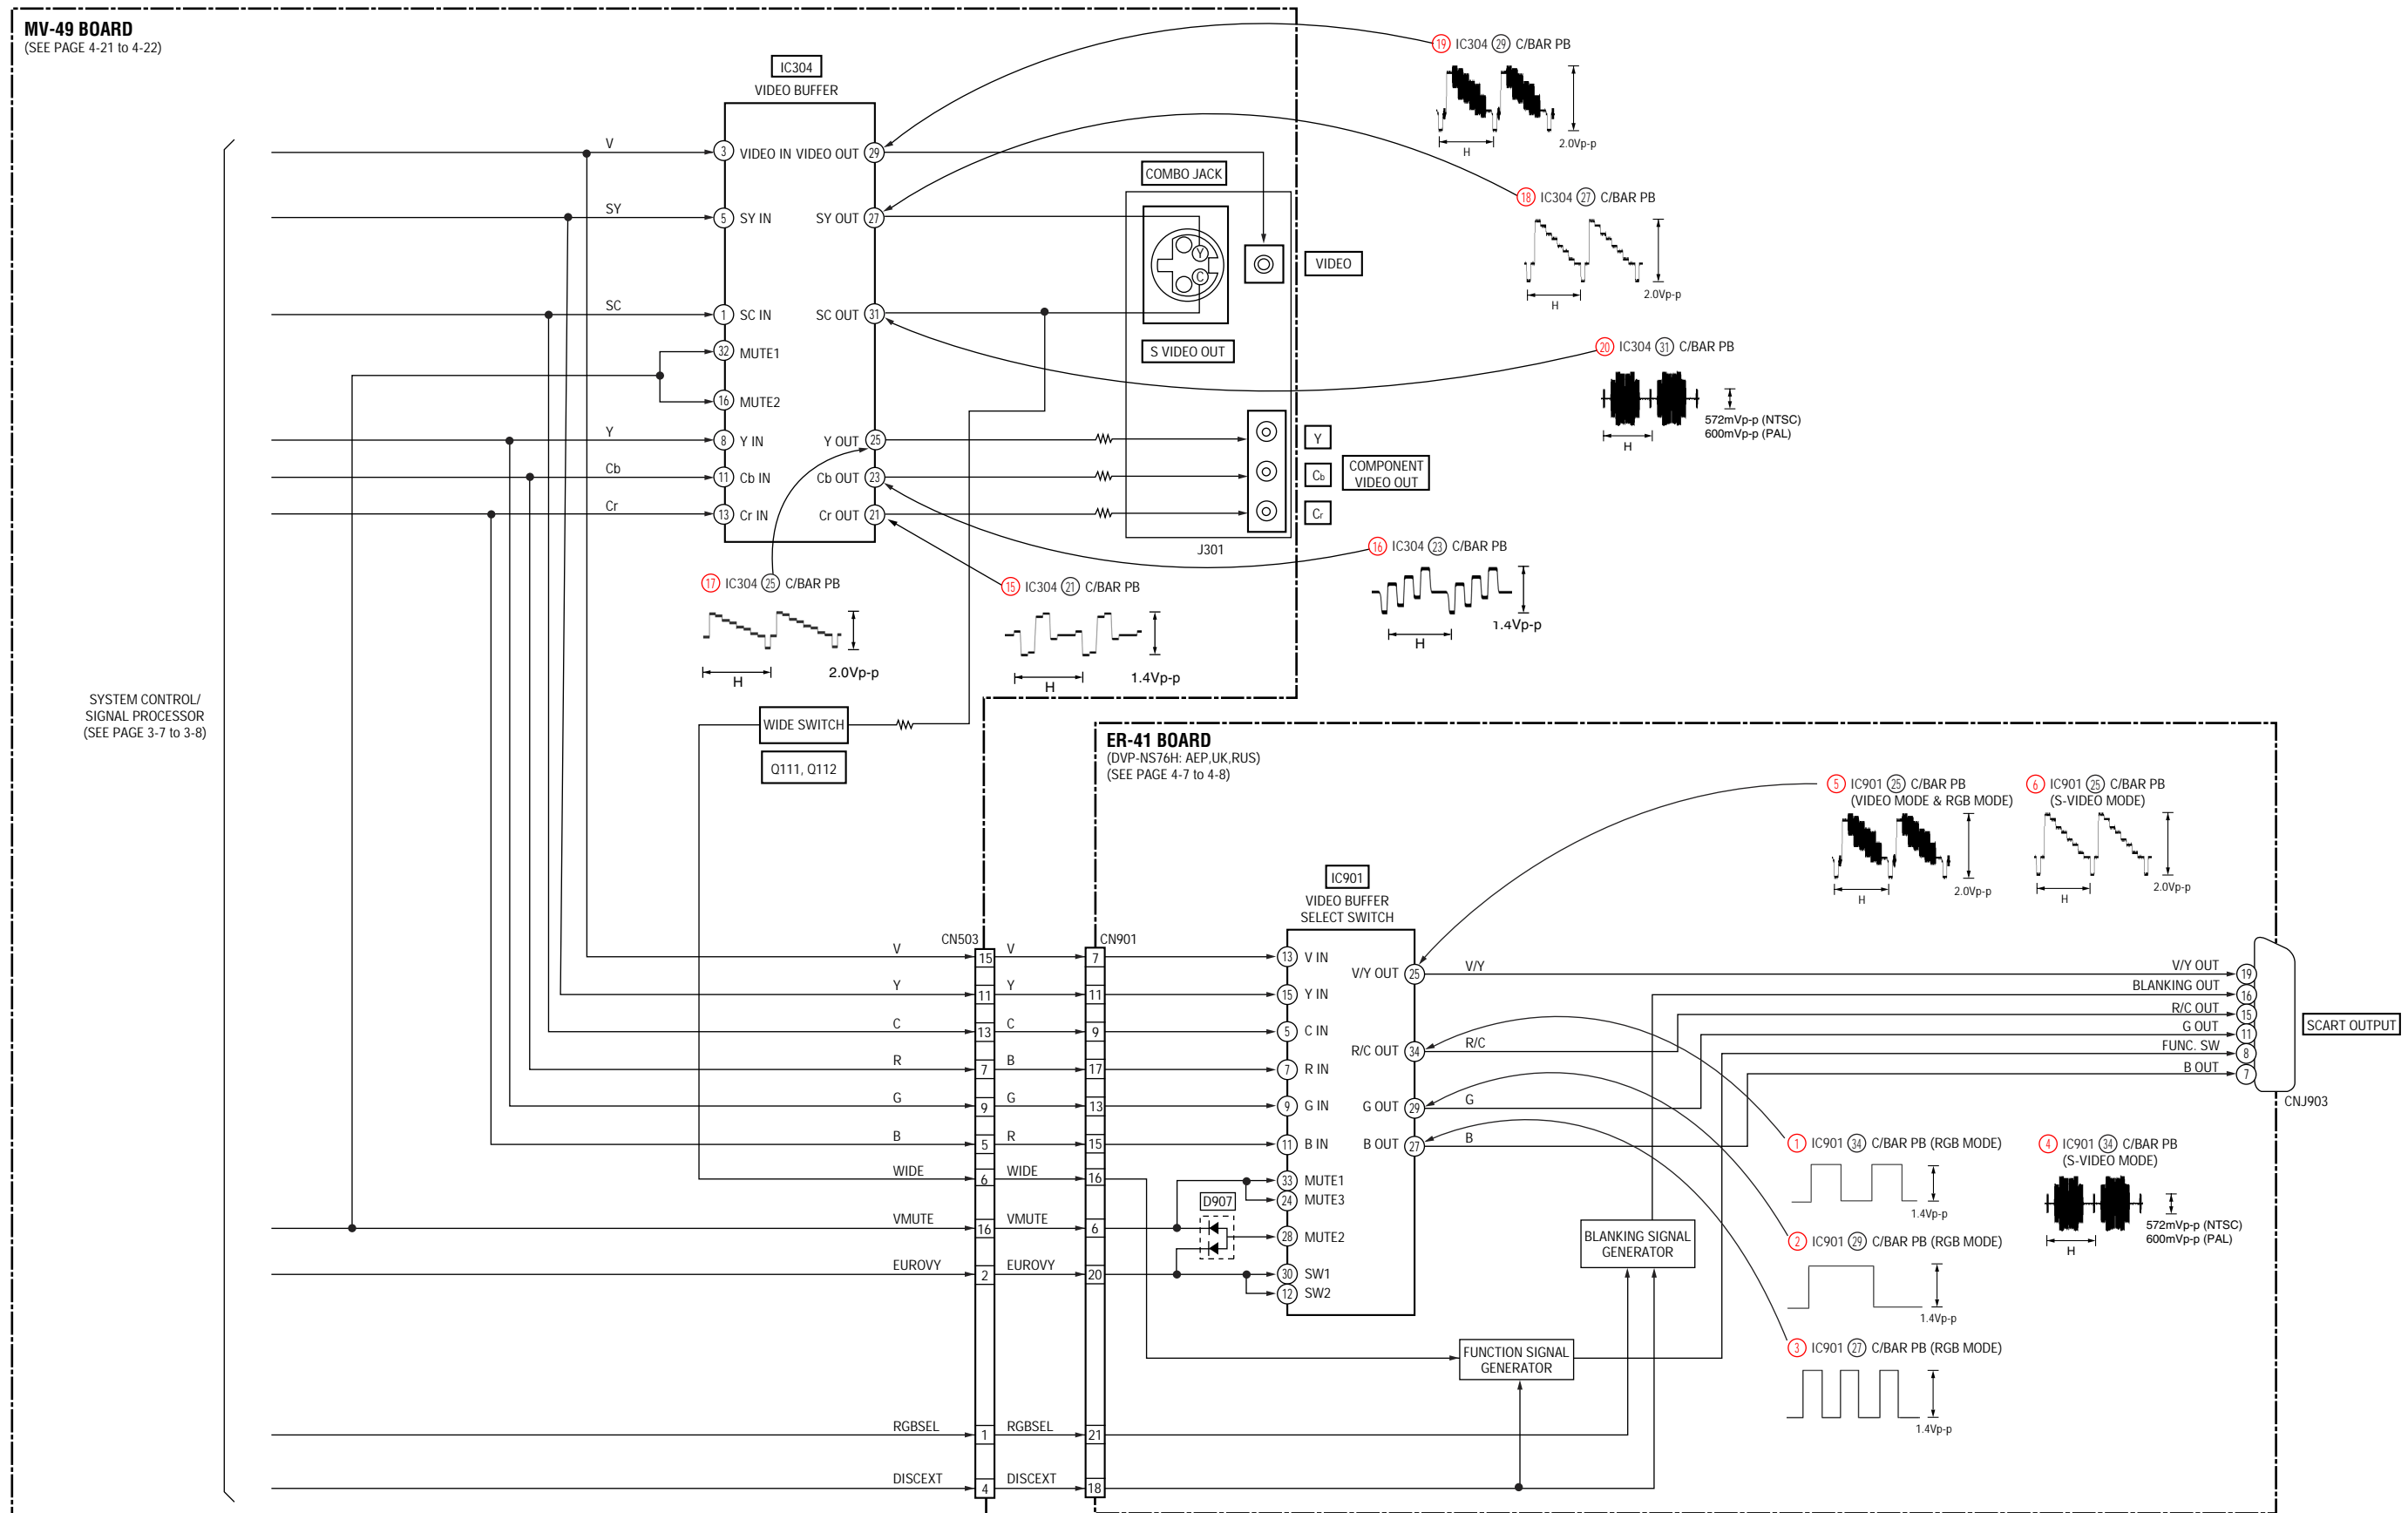 MV-49 BOARD
(SEE PAGE 4-21 to 4-22)
IC304
VIDEO BUFFER
V
3 VIDEO IN VIDEO OUT 29
SY
5 SY IN SY OUT 27
SC
1 SC IN SC OUT 31
32 MUTE1
16 MUTE2
Y
8 Y IN Y OUT 25
Cb
11 Cb IN Cb OUT 23
Cr
13 Cr IN Cr OUT 21
COMBO JACK
Y
C
S VIDEO OUT
VIDEO
Y
Cb
Cr
COMPONENT
VIDEO OUT
J301
19 IC304 29 C/BAR PB
H
2.0Vp-p
18 IC304 27 C/BAR PB
H
2.0Vp-p
20 IC304 31 C/BAR PB
572mVp-p (NTSC)
600mVp-p (PAL)
H
16 IC304 23 C/BAR PB
1.4Vp-p
H
17 IC304 25 C/BAR PB
2.0Vp-p
H
15 IC304 21 C/BAR PB
1.4Vp-p
H
SYSTEM CONTROL/
SIGNAL PROCESSOR
(SEE PAGE 3-7 to 3-8)
WIDE SWITCH
Q111, Q112
ER-41 BOARD
(DVP-NS76H: AEP,UK,RUS)
(SEE PAGE 4-7 to 4-8)
5 IC901 25 C/BAR PB
(VIDEO MODE & RGB MODE)
H
2.0Vp-p
6 IC901 25 C/BAR PB
(S-VIDEO MODE)
H
2.0Vp-p
IC901
VIDEO BUFFER
SELECT SWITCH
CN503
CN901
V 15 V 7
13 V IN
Y 11 Y 11
15 Y IN
C 13 C 9
5 C IN
R 7 B 17
7 R IN
G 9 G 13
9 G IN
B 5 R 15
11 B IN
WIDE 6 WIDE 16
33 MUTE1
24 MUTE3
VMUTE 16 VMUTE 6
D907
28 MUTE2
EUROVY 2 EUROVY 20
30 SW1
12 SW2
RGBSEL 1 RGBSEL 21
DISCEXT 4 DISCEXT 18
V/Y OUT 25 V/Y
R/C OUT 34 R/C
G OUT 29 G
B OUT 27 B
BLANKING SIGNAL
GENERATOR
FUNCTION SIGNAL
GENERATOR
V/Y OUT 19
BLANKING OUT 16
R/C OUT 15
G OUT 11
FUNC. SW 8
B OUT 7
SCART OUTPUT
CNJ903
1 IC901 34 C/BAR PB (RGB MODE)
1.4Vp-p
4 IC901 34 C/BAR PB
(S-VIDEO MODE)
572mVp-p (NTSC)
600mVp-p (PAL)
H
2 IC901 29 C/BAR PB (RGB MODE)
1.4Vp-p
3 IC901 27 C/BAR PB (RGB MODE)
1.4Vp-p